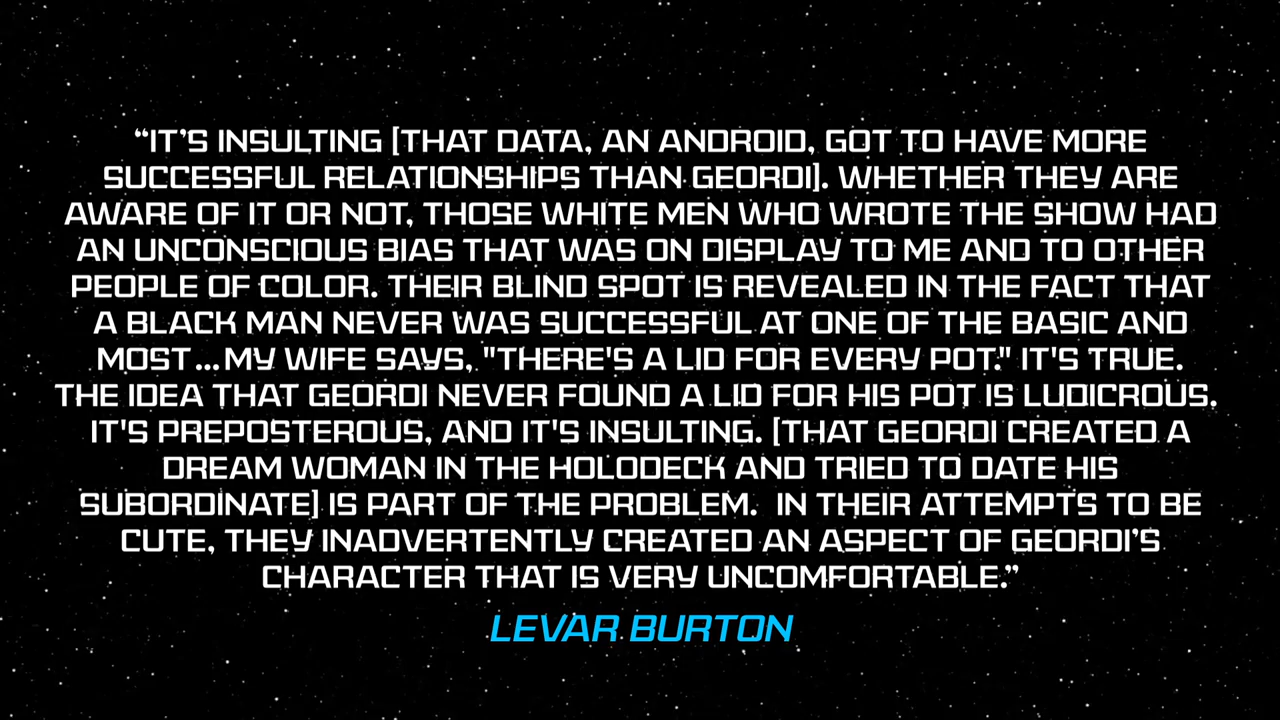 “IT’S INSULTING [THAT DATA, AN ANDROID, GOT TO HAVE MORE
SUCCESSFUL RELATIONSHIPS THAN GEORDI]. WHETHER THEY ARE
AWARE OF IT OR NOT, THOSE WHITE MEN WHO WROTE THE SHOW HAD
AN UNCONSCIOUS BIAS THAT WAS ON DISPLAY TO ME AND TO OTHER
PEOPLE OF COLOR. THEIR BLIND SPOT IS REVEALED IN THE FACT THAT
A BLACK MAN NEVER WAS SUCCESSFUL AT ONE OF THE BASIC AND
MOST...MY WIFE SAYS, "THERE'S A LID FOR EVERY POT." IT'S TRUE.
THE IDEA THAT GEORDI NEVER FOUND A LID FOR HIS POT IS LUDICROUS.
IT'S PREPOSTEROUS, AND IT'S INSULTING. [THAT GEORDI CREATED A
DREAM WOMAN IN THE HOLODECK AND TRIED TO DATE HIS
SUBORDINATE] IS PART OF THE PROBLEM. IN THEIR ATTEMPTS TO BE
CUTE, THEY INADVERTENTLY CREATED AN ASPECT OF GEORDI’S
CHARACTER THAT IS VERY UNCOMFORTABLE.”
LEVAR BURTON